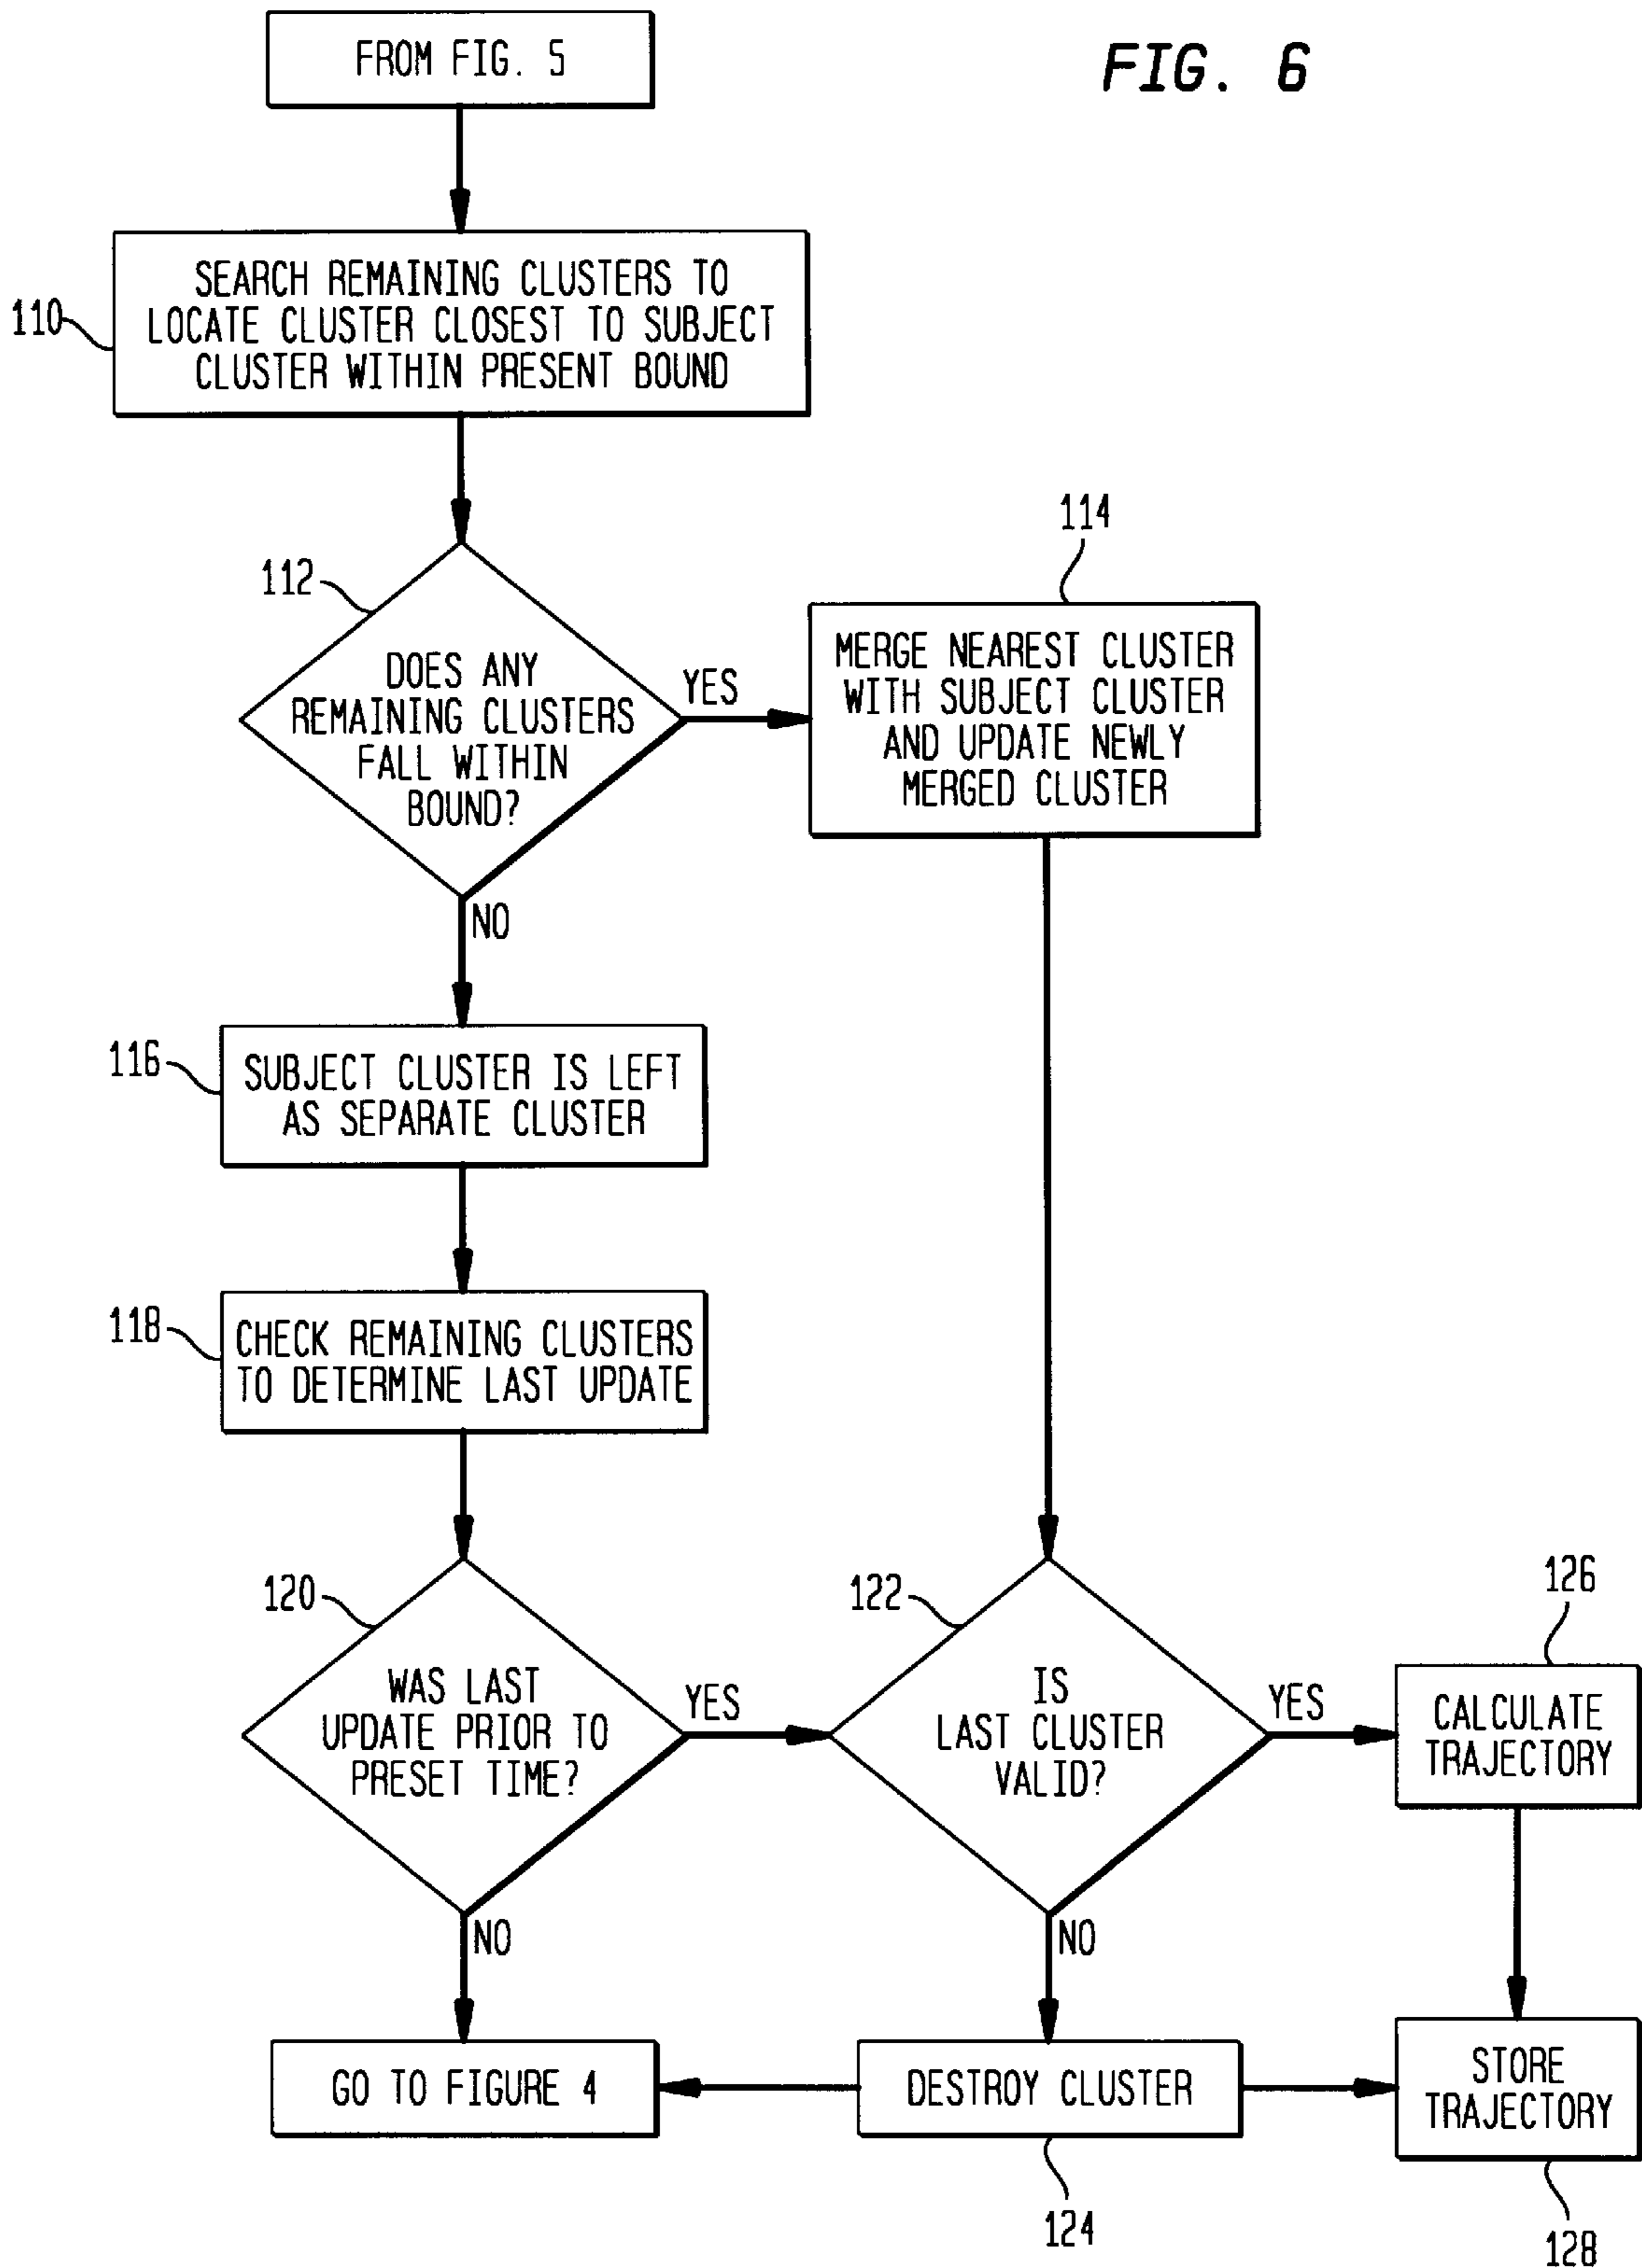 FROM FIG. 5
FIG. 6
SEARCH REMAINING CLUSTERS TO
LOCATE CLUSTER CLOSEST TO SUBJECT
CLUSTER WITHIN PRESENT BOUND
110
114
112
DOES ANY
REMAINING CLUSTERS
FALL WITHIN
BOUND?
YES
MERGE NEAREST CLUSTER
WITH SUBJECT CLUSTER
AND UPDATE NEWLY
MERGED CLUSTER
NO
116
SUBJECT CLUSTER IS LEFT
AS SEPARATE CLUSTER
118
CHECK REMAINING CLUSTERS
TO DETERMINE LAST UPDATE
120
WAS LAST
UPDATE PRIOR TO
PRESET TIME?
YES
122
IS
LAST CLUSTER
VALID?
YES
126
CALCULATE
TRAJECTORY
NO
NO
GO TO FIGURE 4
DESTROY CLUSTER
STORE
TRAJECTORY
124
128